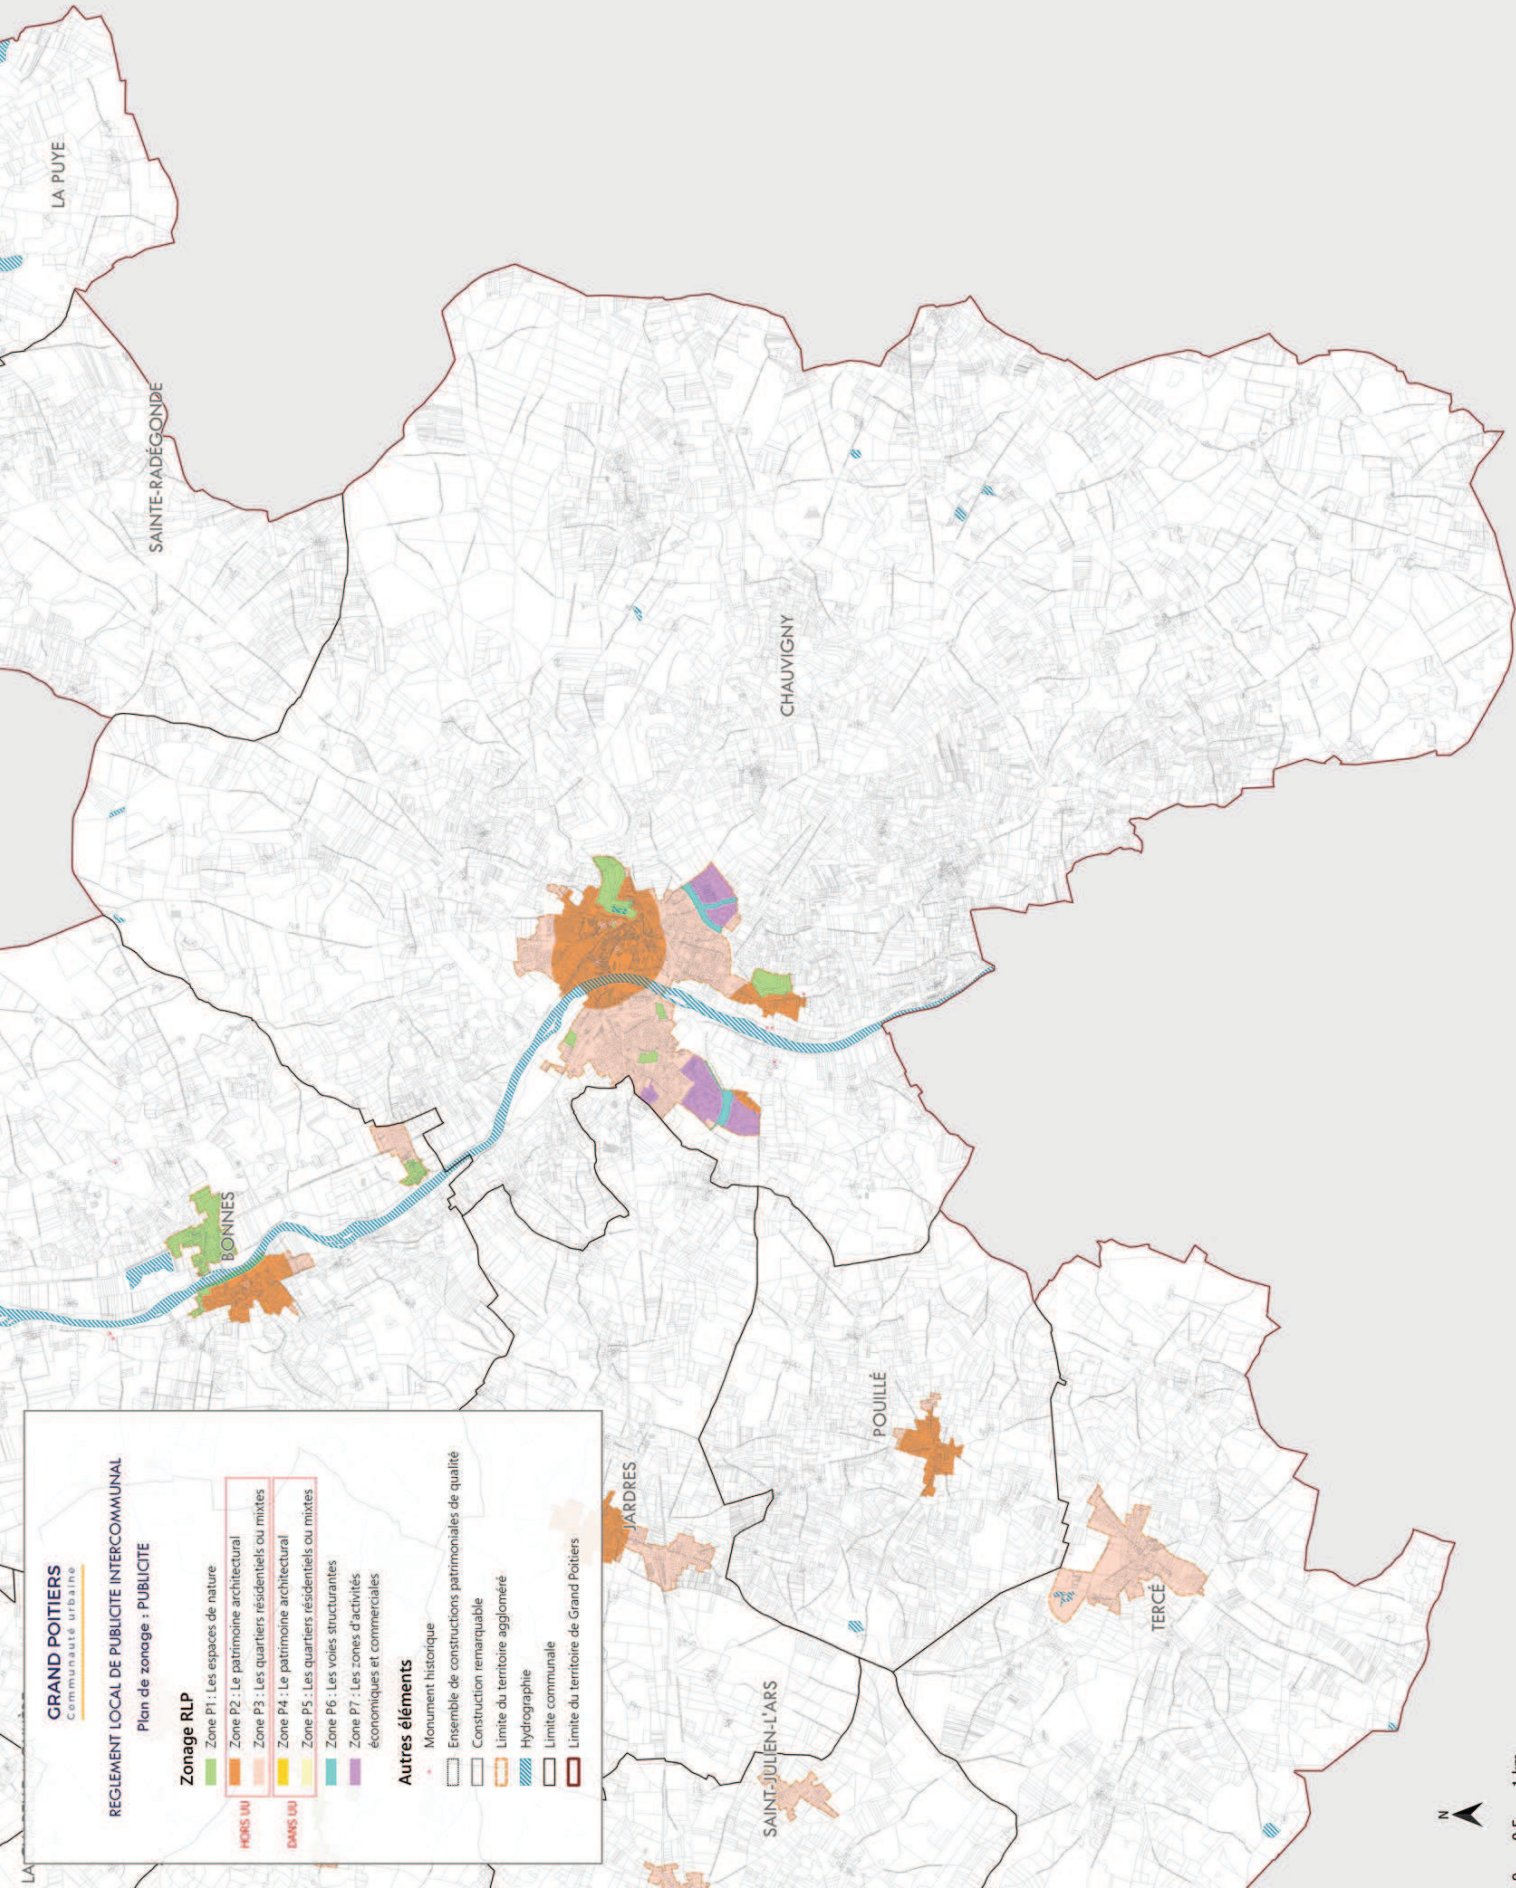 GRAND POITIERS
Communauté urbaine
REGLEMENT LOCAL DE PUBLICITE INTERCOMMUNAL
Plan de zonage : PUBLICITE
Zonage RLP
Zone P1 : Les espaces de nature
HORS UU
Zone P2 : Le patrimoine architectural
Zone P3 : Les quartiers résidentiels ou mixtes
DANS UU
Zone P4 : Le patrimoine architectural
Zone P5 : Les quartiers résidentiels ou mixtes
Zone P6 : Les voies structurantes
Zone P7 : Les zones d'activités
économiques et commerciales
Autres éléments
Monument historique
Ensemble de constructions patrimoniales de qualité
Construction remarquable
Limite du territoire aggloméré
Hydrographie
Limite communale
Limite du territoire de Grand Poitiers
LA PUYE
SAINTE-RADÉGONDE
BONNES
CHAUVIGNY
JARDRES
POUILLÉ
SAINT-JULIEN-L'ARS
TERCÉ
LA
N